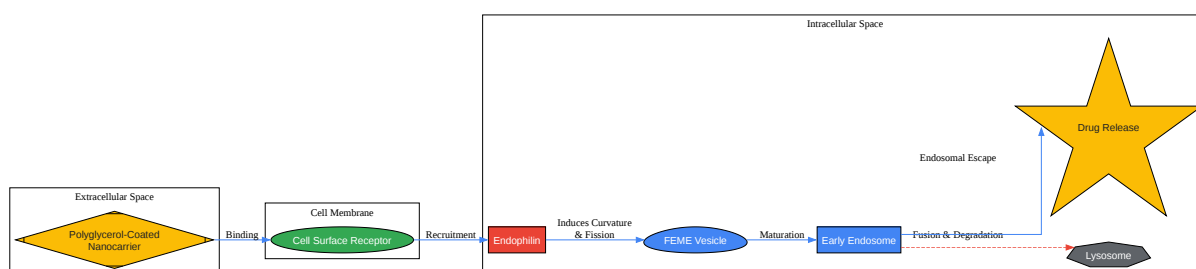 Intracellular Space
Drug Release
Endosomal Escape
Extracellular Space
Polyglycerol-Coated
Nanocarrier
Binding
Cell Membrane
Cell Surface Receptor
Recruitment
Endophilin
Induces Curvature
& Fission
FEME Vesicle
Maturation
Early Endosome
Fusion & Degradation
Lysosome